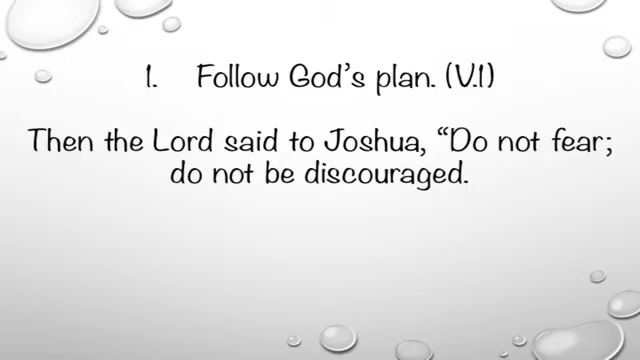 1. Follow God's plan. (V.1)
Then the Lord said to Joshua, “Do not fear;
do not be discouraged.